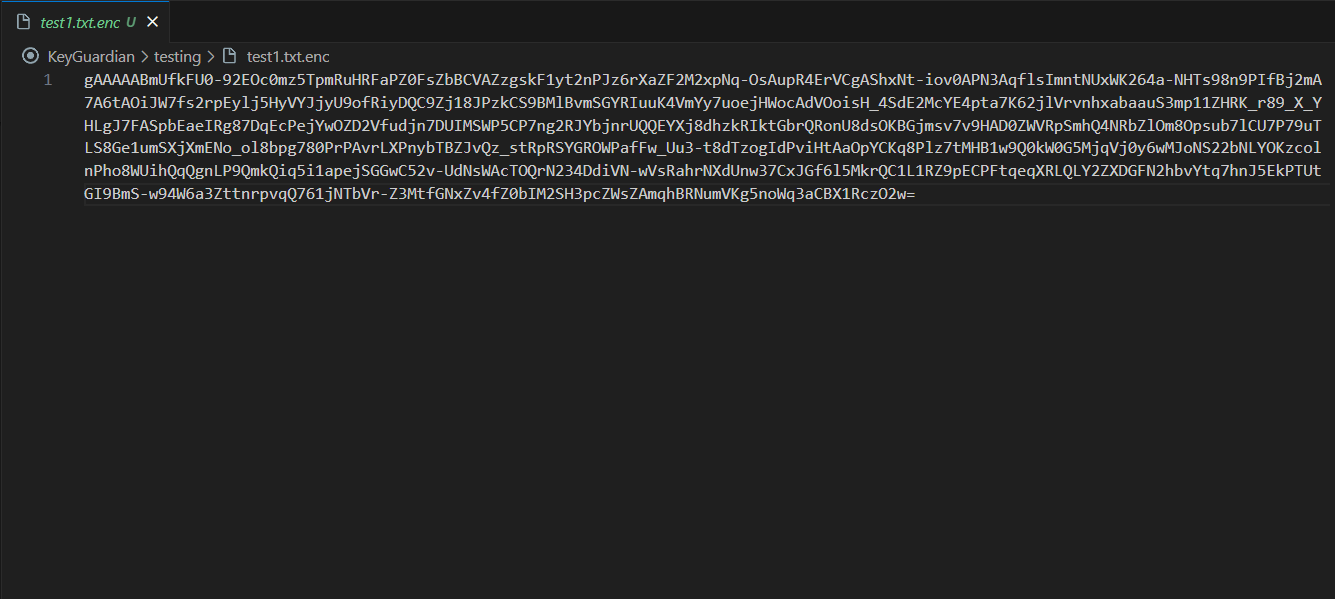 test1.txt.enc U
KeyGuardian > testing > test1.txt.enc
1 gAAAAABmUfkFU0-92EOc0mz5TpmRuHRFaPZ0FsZbBCVAZzgskF1yt2nPJz6rXaZF2M2xpNq-OsAupR4ErVCgAShxNt-iov0APN3AqflsImntNUxWK264a-NHTs98n9PIfBj2mA
7A6tAOiJW7fs2rpEylj5HyVYJjyU9ofRiyDQC9Zj18JPzkCS9BMlBvmSGYRIuuK4VmYy7uoejHWocAdVOoisH_4SdE2McYE4pta7K62jlVrvnhxabaauS3mp11ZHRK_r89_X_Y
HLgJ7FASpbEaeIRg87DqEcPejYwOZD2Vfudjn7DUIMSWP5CP7ng2RJYbjnrUQQEYXj8dhzkRIktGbrQRonU8dsOKBGjmsv7v9HAD0ZWVRpSmhQ4NRbZlOm8Opsub7lCU7P79uT
LS8Ge1umSXjXmENo_ol8bpg780PrPAvrLXPnybTBZJvQz_stRpRSYGROWPafFw_Uu3-t8dTzogIdPviHtAaOpYCKq8Plz7tMHB1w9Q0kW0G5MjqVj0y6wMJoNS22bNLYOKzcol
nPho8WUihQqQgnLP9QmkQiq5i1apejSGGwC52v-UdNsWAcTOQrN234DdiVN-wVsRahrNXdUnw37CxJGf6l5MkrQC1L1RZ9pECPFtqeqXRLQLY2ZXDGFN2hbvYtq7hnJ5EkPTUt
GI9BmS-w94W6a3ZttnrpvqQ761jNTbVr-Z3MtfGNxZv4fZ0bIM2SH3pcZWsZAmqhBRNumVKg5noWq3aCBX1RczO2w=